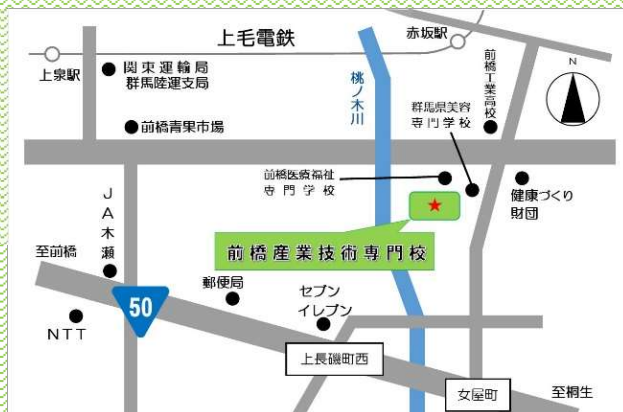 上毛電鉄
赤坂駅
上泉駅
関東運輸局
群馬陸運支局
前橋青果市場
桃ノ木川
前橋工業高校
群馬県美容
専門学校
N
前橋医療福祉
専門学校
健康づくり
財団
JA木瀬
至前橋
前橋産業技術専門校
50
郵便局
セブン
イレブン
NTT
上長磯町西
女屋町
至桐生